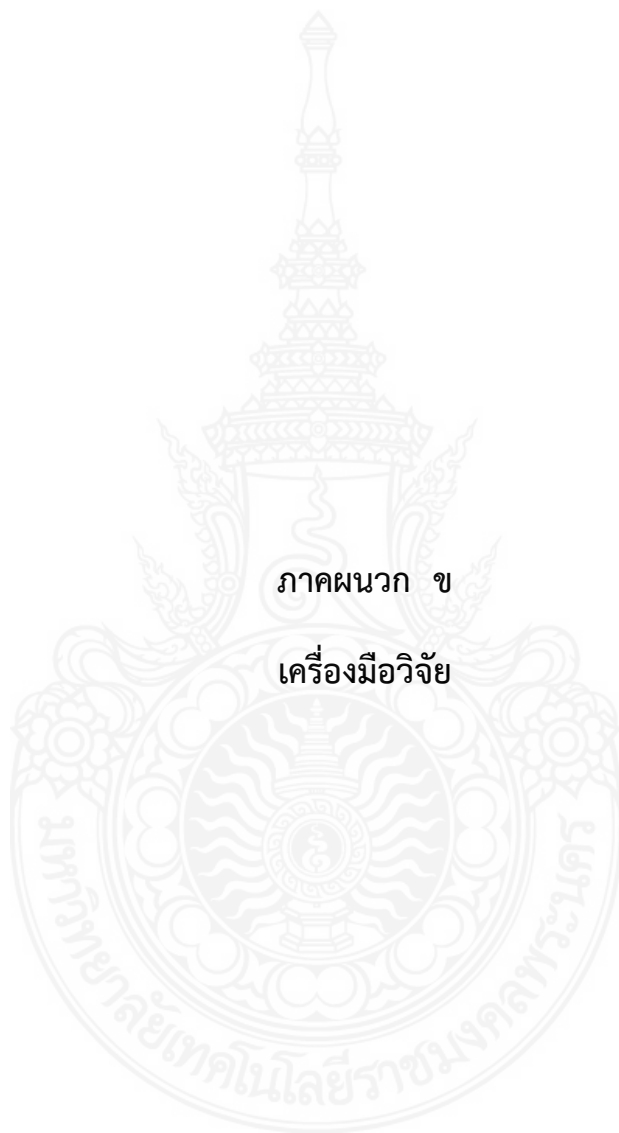 ภาคผนวก ข
เครื่องมือวิจัย
มหาวิทยาลัยเทคโนโลยีราชมงคลพระนคร